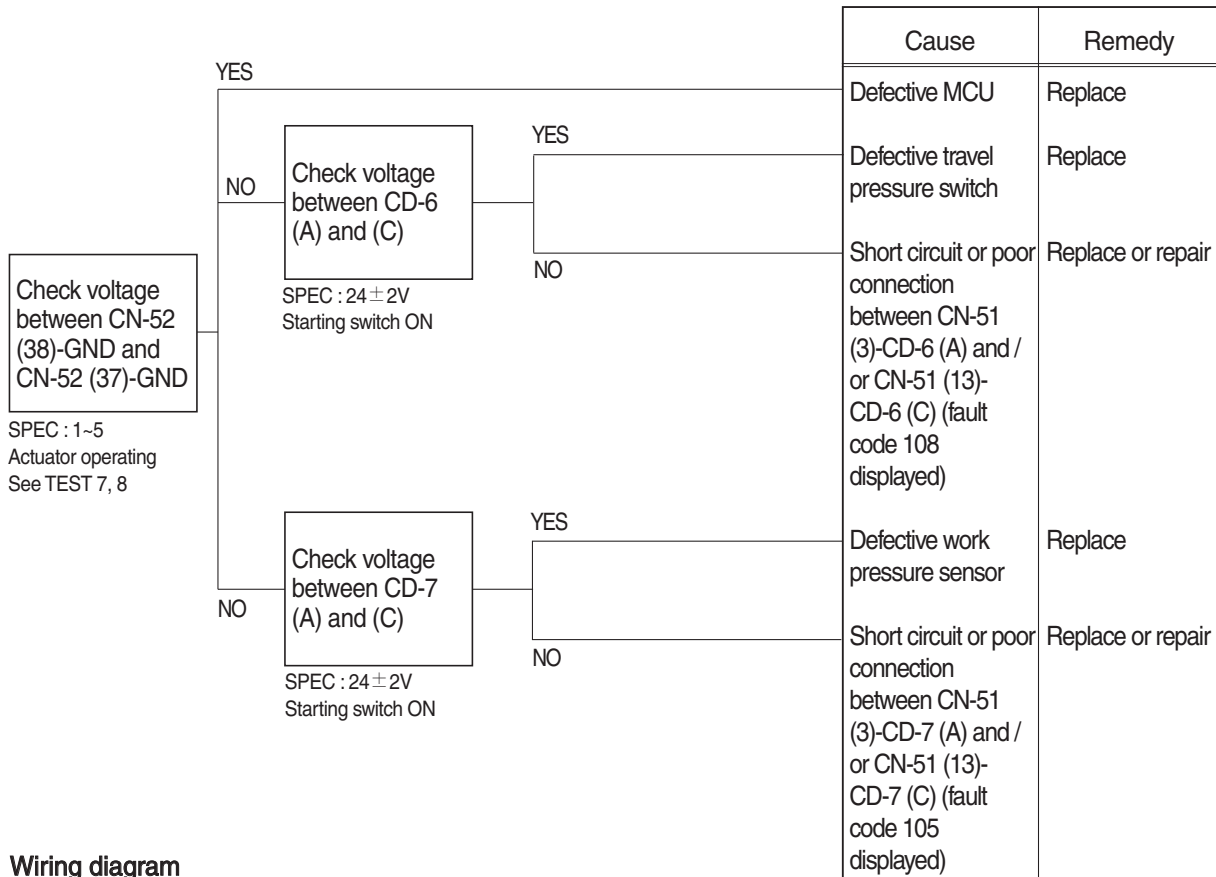 Cause
Remedy
YES
Defective MCU
Replace
NO
Check voltage
between CD-6
(A) and (C)
SPEC : 24±2V
Starting switch ON
YES
Defective travel
pressure switch
Replace
NO
Short circuit or poor
connection
between CN-51
(3)-CD-6 (A) and /
or CN-51 (13)-
CD-6 (C) (fault
code 108
displayed)
Replace or repair
Check voltage
between CN-52
(38)-GND and
CN-52 (37)-GND
SPEC : 1~5
Actuator operating
See TEST 7, 8
NO
Check voltage
between CD-7
(A) and (C)
SPEC : 24±2V
Starting switch ON
YES
Defective work
pressure sensor
Replace
NO
Short circuit or poor
connection
between CN-51
(3)-CD-7 (A) and /
or CN-51 (13)-
CD-7 (C) (fault
code 105
displayed)
Replace or repair
Wiring diagram